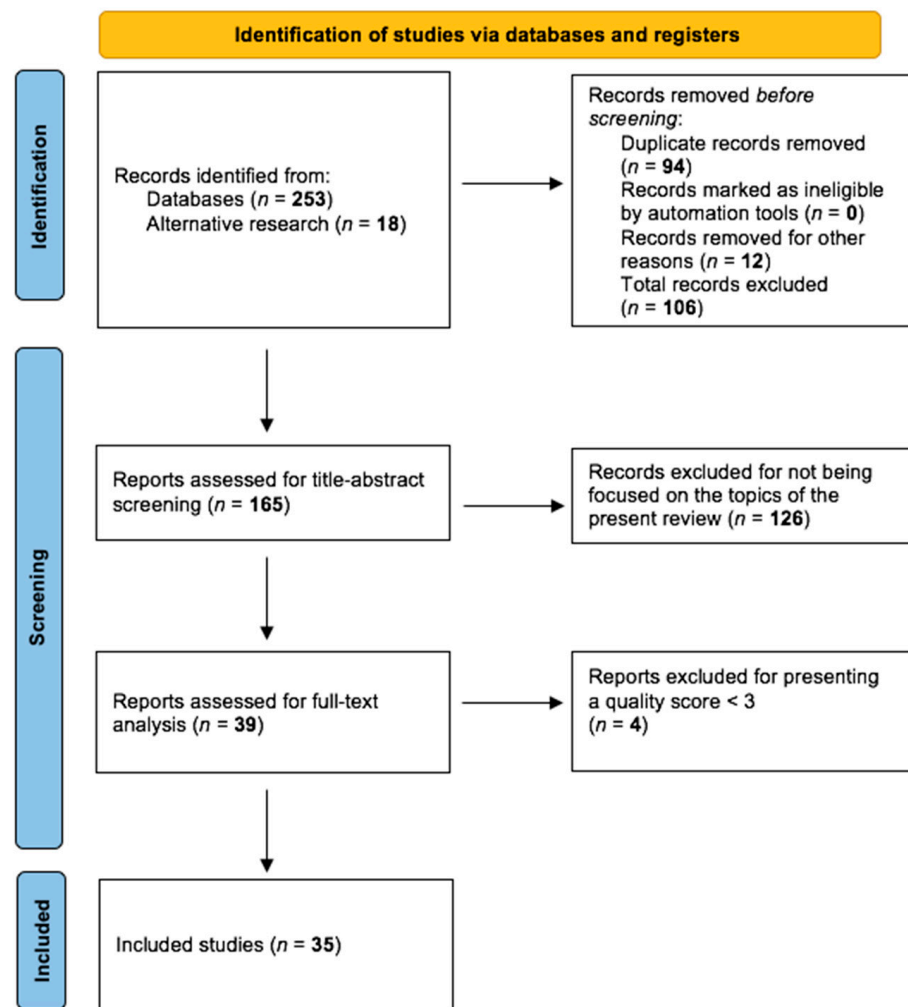 Identification of studies via databases and registers
Identification
Records identified from:
Databases (n = 253)
Alternative research (n = 18)
Records removed before
screening:
Duplicate records removed
(n = 94)
Records marked as ineligible
by automation tools (n = 0)
Records removed for other
reasons (n = 12)
Total records excluded
(n = 106)
Screening
Reports assessed for title-abstract
screening (n = 165)
Records excluded for not being
focused on the topics of the
present review (n = 126)
Reports assessed for full-text
analysis (n = 39)
Reports excluded for presenting
a quality score < 3
(n = 4)
Included
Included studies (n = 35)